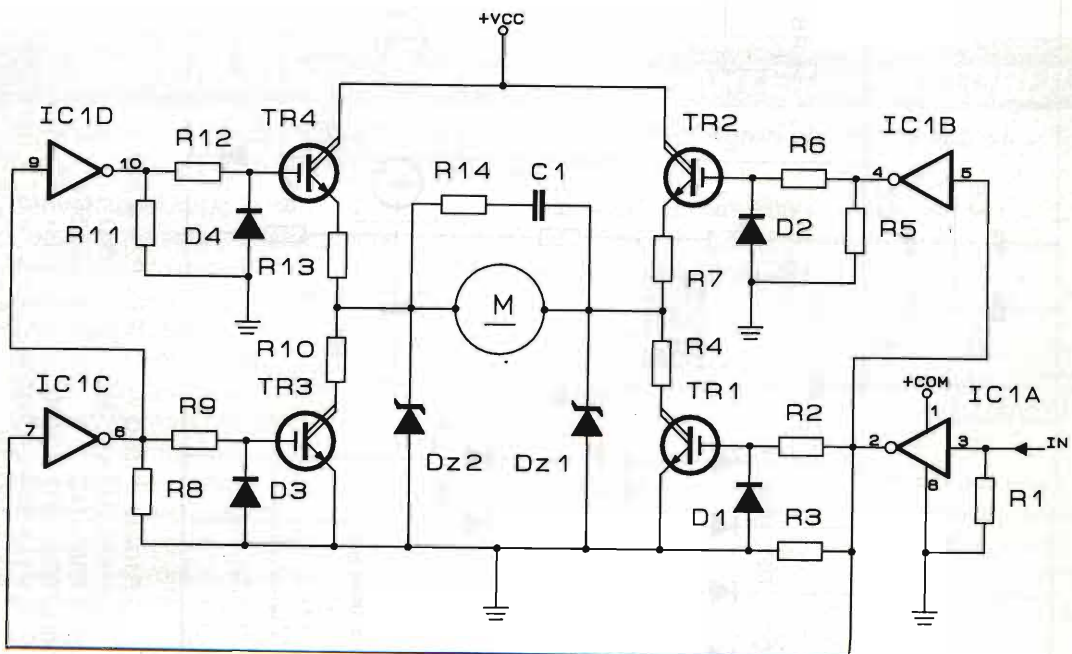 +VCC
IC1D
TR4
TR2
IC1B
R12
R6
9
10
4
5
R14
C1
R11
D4
D2
R5
R13
R7
M
R10
R4
+COM
IC1A
IC1C
TR3
TR1
1
7
6
R9
R2
2
3
IN
8
Dz2
Dz1
R8
D3
D1
R3
R1